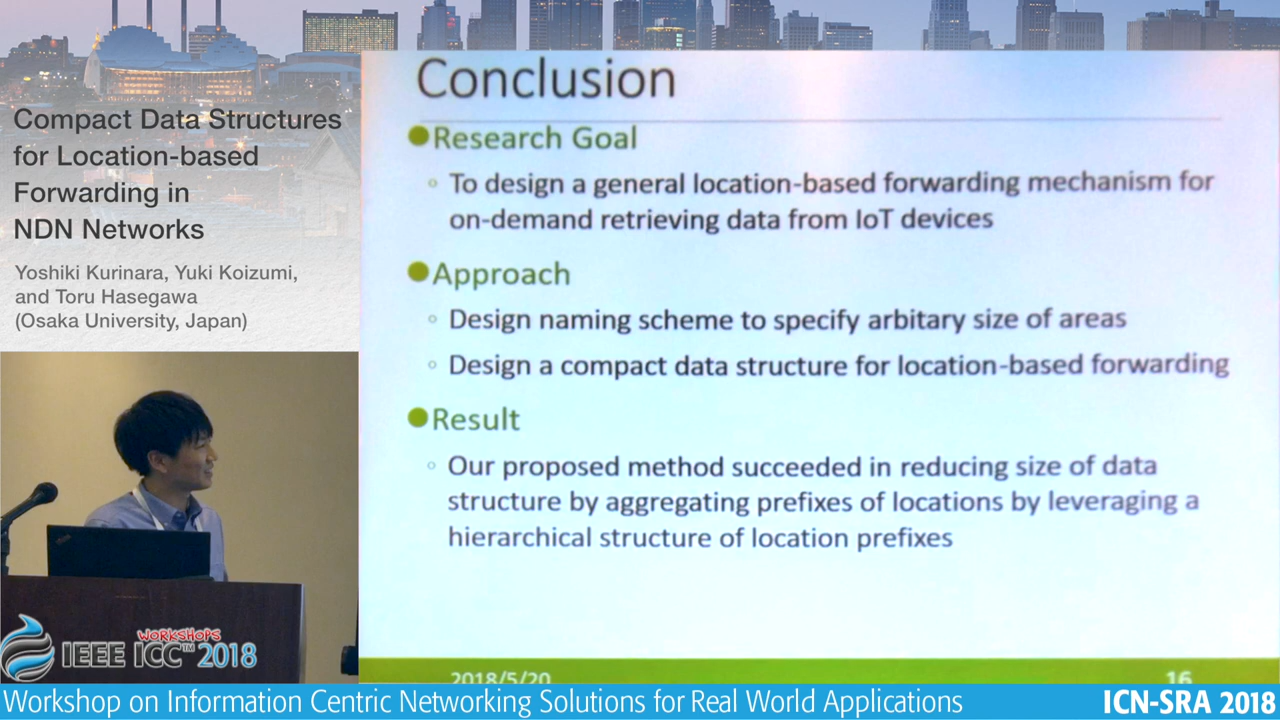 Compact Data Structures
for Location-based
Forwarding in
NDN Networks
Yoshiki Kurinara, Yuki Koizumi,
and Toru Hasegawa
(Osaka University, Japan)
Conclusion
Research Goal
To design a general location-based forwarding mechanism for
on-demand retrieving data from IoT devices
Approach
Design naming scheme to specify arbitary size of areas
Design a compact data structure for location-based forwarding
Result
Our proposed method succeeded in reducing size of data
structure by aggregating prefixes of locations by leveraging a
hierarchical structure of location prefixes
2018/5/20
16
WORKSHOPS
IEEE ICC™ 2018
Workshop on Information Centric Networking Solutions for Real World Applications
ICN-SRA 2018